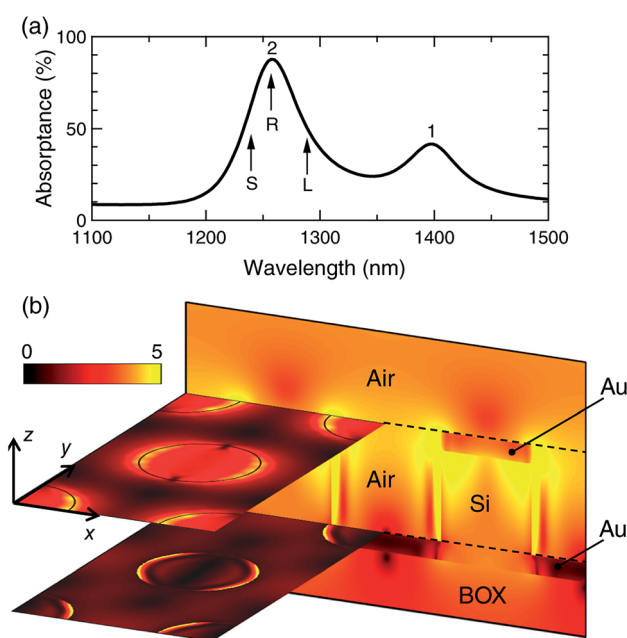 (a)
100
50
0
Absorptance (%)
2
R
S
L
1
1100
1200
1300
1400
1500
Wavelength (nm)
(b)
0
5
Air
Au
z
y
x
Air
Si
Au
BOX